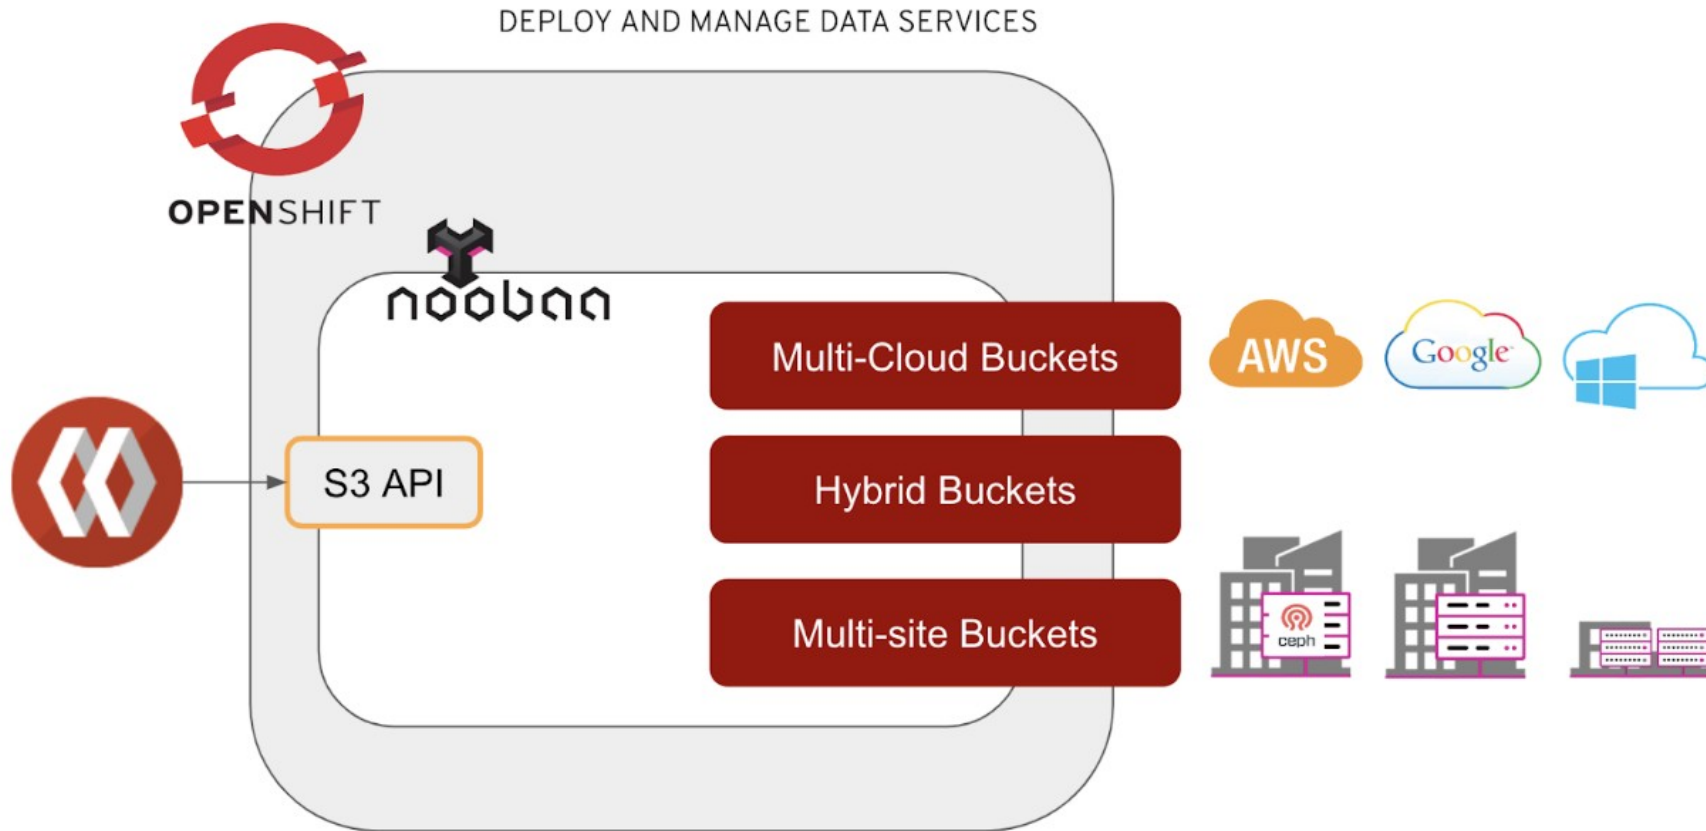 DEPLOY AND MANAGE DATA SERVICES
OPENSHIFT
noobaa
Multi-Cloud Buckets
AWS
Google
S3 API
Hybrid Buckets
Multi-site Buckets
ceph